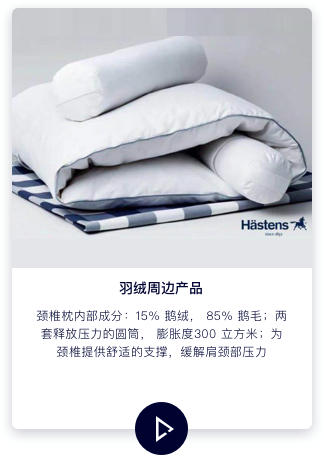 Hästens
since 1852
羽绒周边产品
颈椎枕内部成分：15% 鹅绒， 85% 鹅毛；两
套释放压力的圆筒， 膨胀度300 立方米；为
颈椎提供舒适的支撑，缓解肩颈部压力